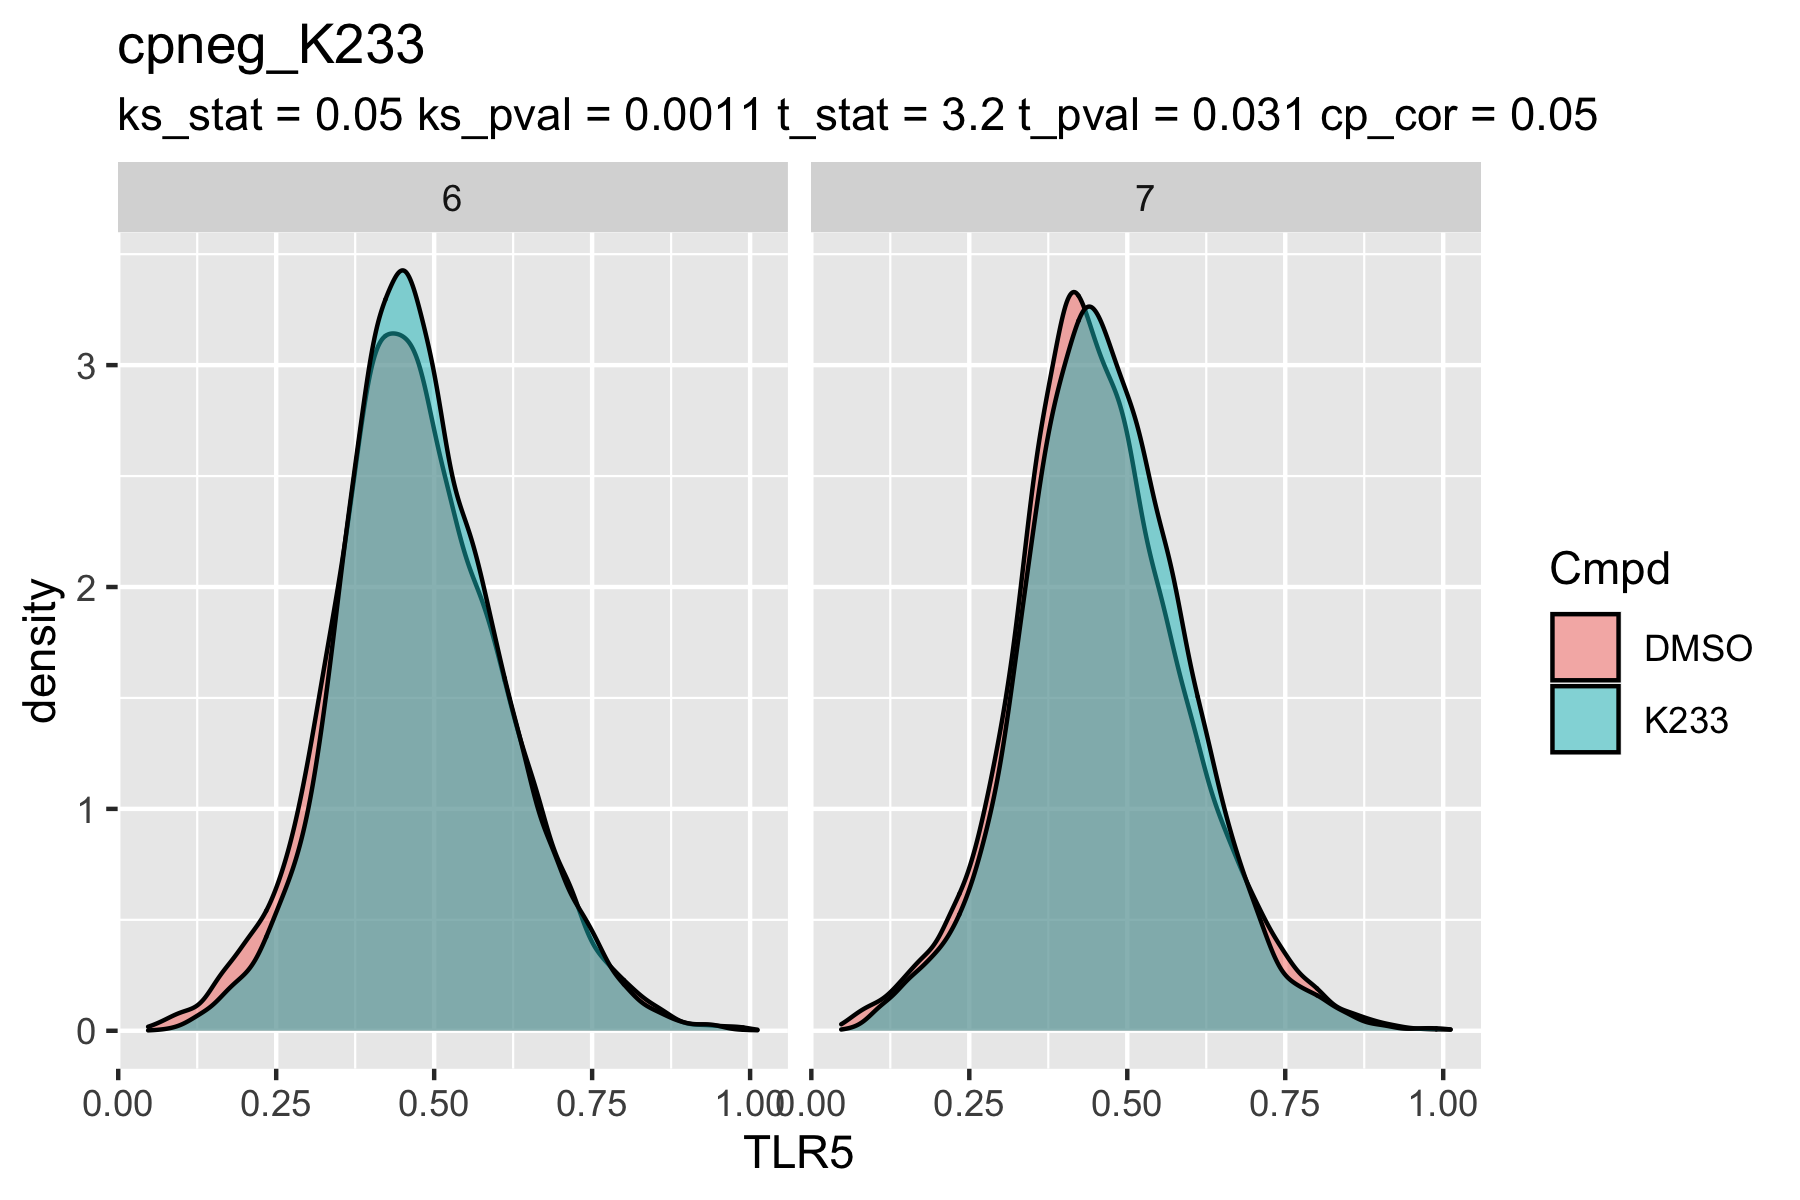 cpneg_K233
ks_stat = 0.05 ks_pval = 0.0011 t_stat = 3.2 t_pval = 0.031 cp_cor = 0.05
6 7
density
3
2
1
0
0.00 0.25 0.50 0.75 1.00 0.00 0.25 0.50 0.75 1.00
TLR5
Cmpd
DMSO
K233